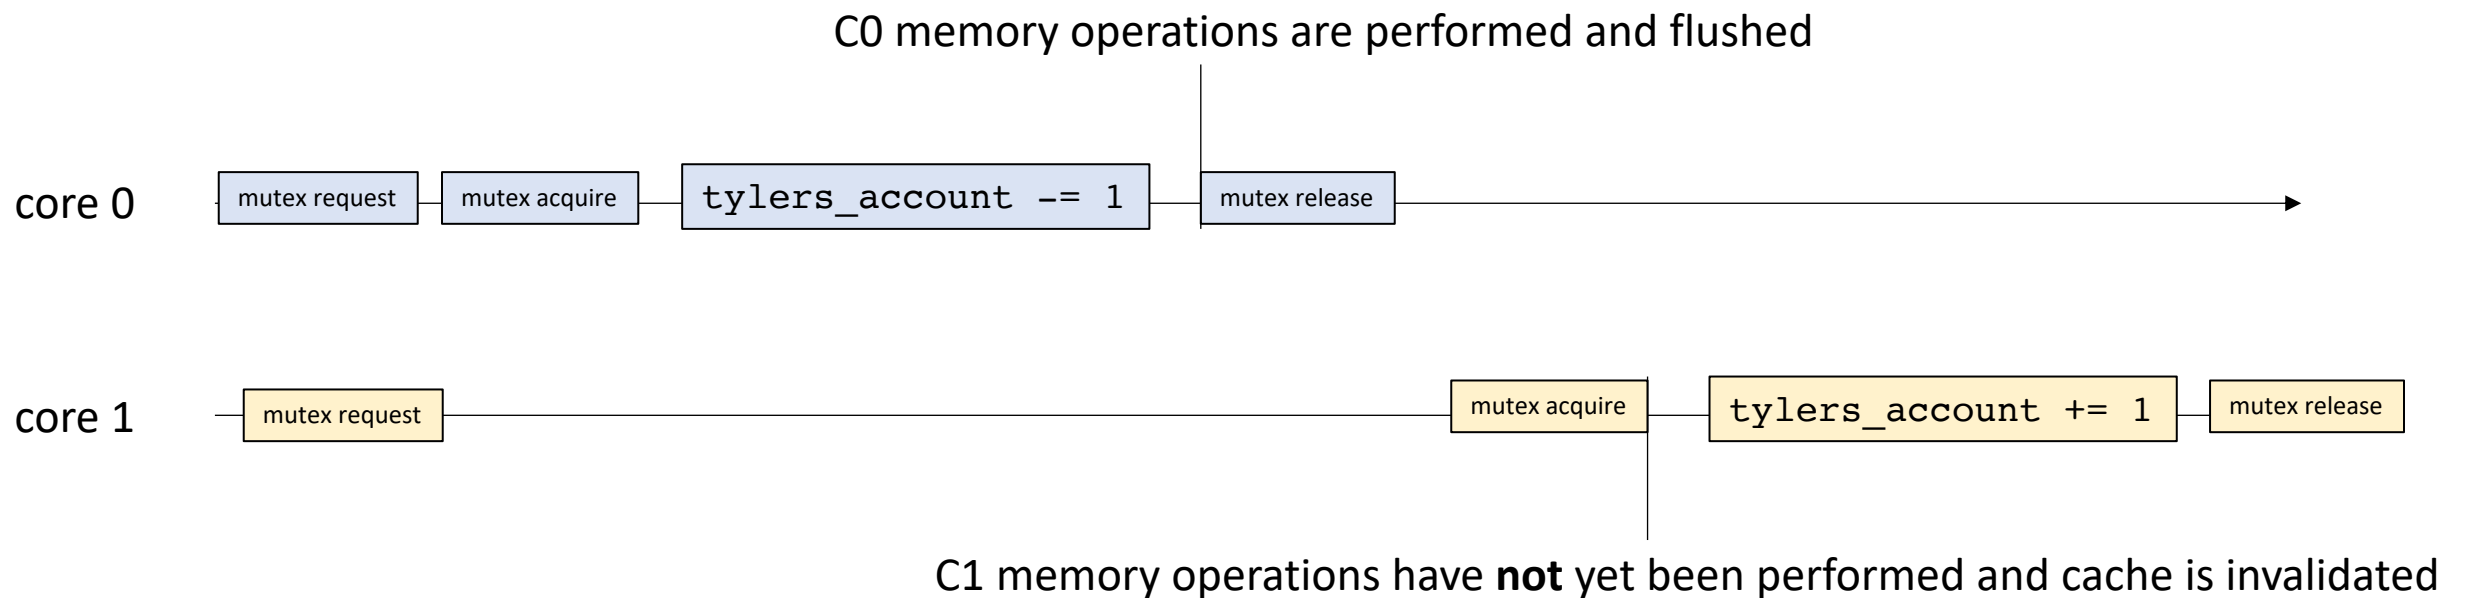 C0 memory operations are performed and flushed
core 0
mutex request
mutex acquire
tylers_account -= 1
mutex release
core 1
mutex request
mutex acquire
tylers_account += 1
mutex release
C1 memory operations have not yet been performed and cache is invalidated